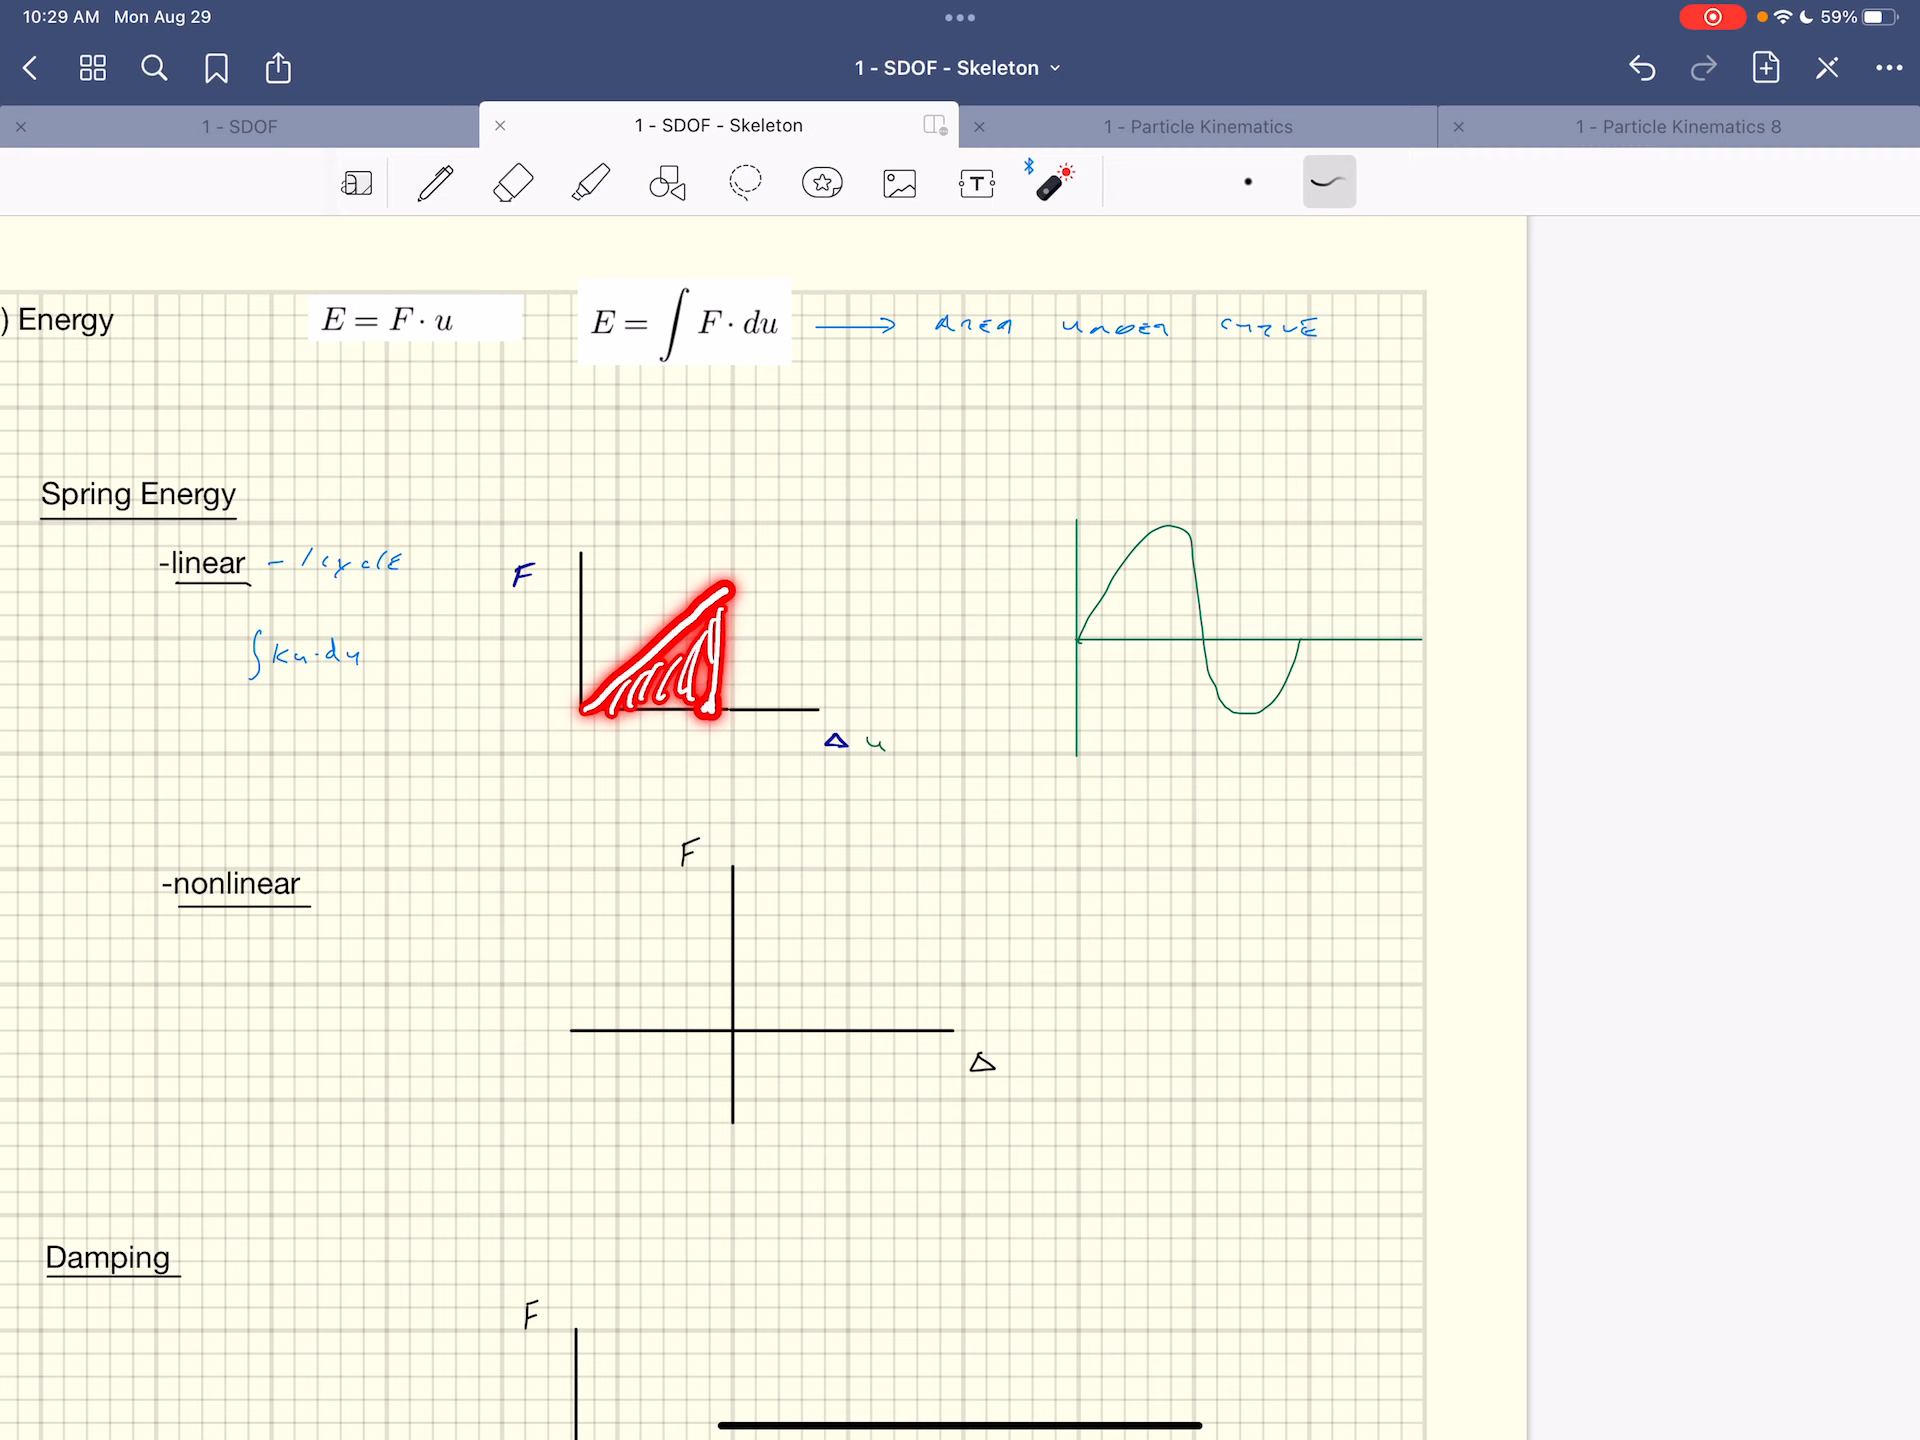 10:29 AM Mon Aug 29
59%
1 - SDOF - Skeleton
1 - SDOF
1 - SDOF - Skeleton
1 - Particle Kinematics
1 - Particle Kinematics 8
) Energy
E = F · u
E = ∫ F · du
AREA UNDER CURVE
Spring Energy
-linear - 1 cycle
F
∫ku·du
Δ u
F
-nonlinear
Δ
Damping
F